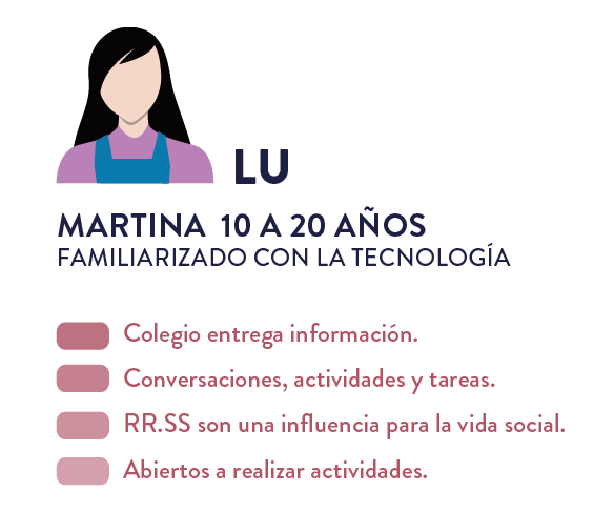 LU
MARTINA 10 A 20 AÑOS
FAMILIARIZADO CON LA TECNOLOGÍA
Colegio entrega información.
Conversaciones, actividades y tareas.
RR.SS son una influencia para la vida social.
Abiertos a realizar actividades.